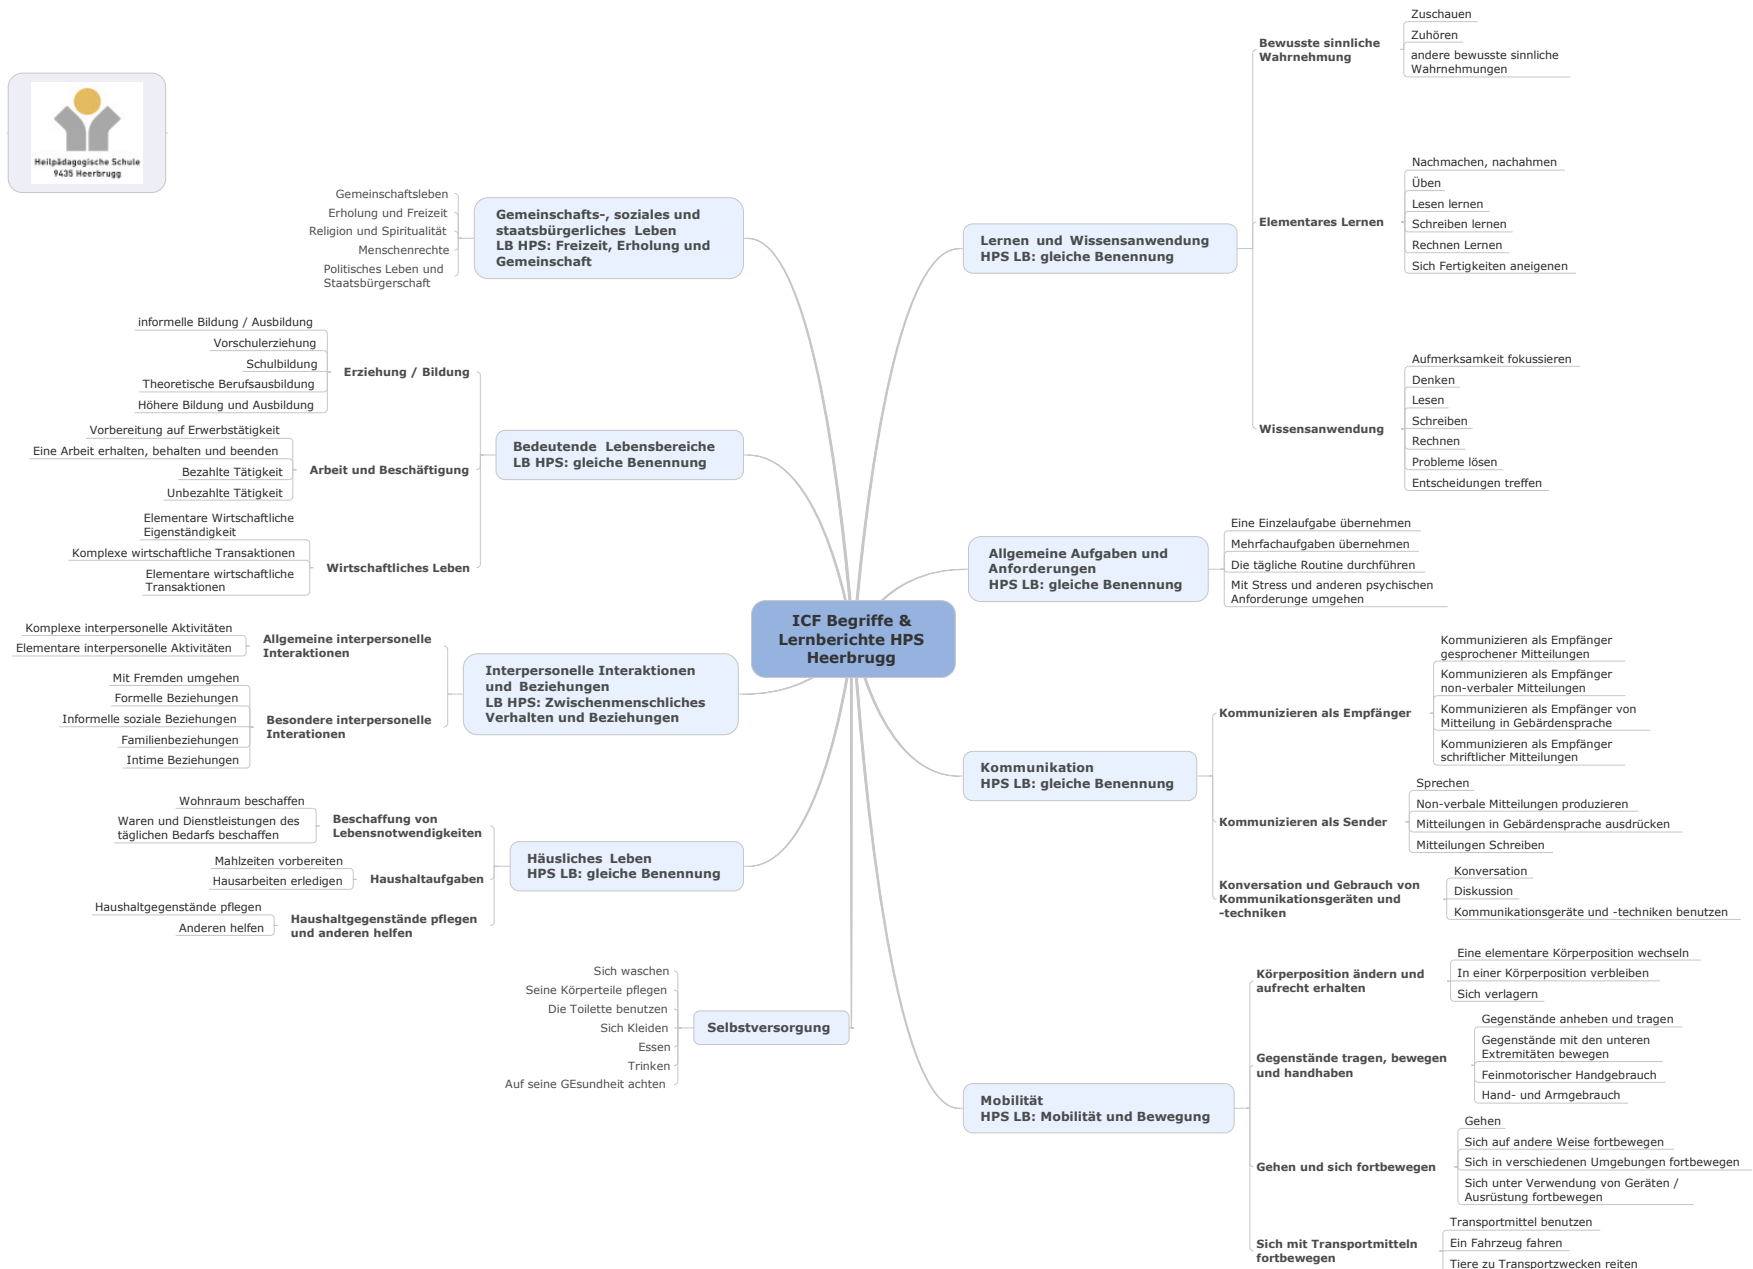 Heilpädagogische Schule
9435 Heerbrugg
ICF Begriffe &
Lernberichte HPS
Heerbrugg
Lernen und Wissensanwendung
HPS LB: gleiche Benennung
Bewusste sinnliche
Wahrnehmung
Zuschauen
Zuhören
andere bewusste sinnliche
Wahrnehmungen
Elementares Lernen
Nachmachen, nachahmen
Üben
Lesen lernen
Schreiben lernen
Rechnen Lernen
Sich Fertigkeiten aneigenen
Wissensanwendung
Aufmerksamkeit fokussieren
Denken
Lesen
Schreiben
Rechnen
Probleme lösen
Entscheidungen treffen
Allgemeine Aufgaben und
Anforderungen
HPS LB: gleiche Benennung
Eine Einzelaufgabe übernehmen
Mehrfachaufgaben übernehmen
Die tägliche Routine durchführen
Mit Stress und anderen psychischen
Anforderunge umgehen
Kommunikation
HPS LB: gleiche Benennung
Kommunizieren als Empfänger
Kommunizieren als Empfänger
gesprochener Mitteilungen
Kommunizieren als Empfänger
non-verbaler Mitteilungen
Kommunizieren als Empfänger von
Mitteilung in Gebärdensprache
Kommunizieren als Empfänger
schriftlicher Mitteilungen
Kommunizieren als Sender
Sprechen
Non-verbale Mitteilungen produzieren
Mitteilungen in Gebärdensprache ausdrücken
Mitteilungen Schreiben
Konversation und Gebrauch von
Kommunikationsgeräten und
-techniken
Konversation
Diskussion
Kommunikationsgeräte und -techniken benutzen
Mobilität
HPS LB: Mobilität und Bewegung
Körperposition ändern und
aufrecht erhalten
Eine elementare Körperposition wechseln
In einer Körperposition verbleiben
Sich verlagern
Gegenstände tragen, bewegen
und handhaben
Gegenstände anheben und tragen
Gegenstände mit den unteren
Extremitäten bewegen
Feinmotorischer Handgebrauch
Hand- und Armgebrauch
Gehen und sich fortbewegen
Gehen
Sich auf andere Weise fortbewegen
Sich in verschiedenen Umgebungen fortbewegen
Sich unter Verwendung von Geräten /
Ausrüstung fortbewegen
Sich mit Transportmitteln
fortbewegen
Transportmittel benutzen
Ein Fahrzeug fahren
Tiere zu Transportzwecken reiten
Gemeinschafts-, soziales und
staatsbürgerliches Leben
LB HPS: Freizeit, Erholung und
Gemeinschaft
Gemeinschaftsleben
Erholung und Freizeit
Religion und Spiritualität
Menschenrechte
Politisches Leben und
Staatsbürgerschaft
Bedeutende Lebensbereiche
LB HPS: gleiche Benennung
Erziehung / Bildung
informelle Bildung / Ausbildung
Vorschulerziehung
Schulbildung
Theoretische Berufsausbildung
Höhere Bildung und Ausbildung
Arbeit und Beschäftigung
Vorbereitung auf Erwerbstätigkeit
Eine Arbeit erhalten, behalten und beenden
Bezahlte Tätigkeit
Unbezahlte Tätigkeit
Wirtschaftliches Leben
Elementare Wirtschaftliche
Eigenständigkeit
Komplexe wirtschaftliche Transaktionen
Elementare wirtschaftliche
Transaktionen
Interpersonelle Interaktionen
und Beziehungen
LB HPS: Zwischenmenschliches
Verhalten und Beziehungen
Allgemeine interpersonelle
Interaktionen
Komplexe interpersonelle Aktivitäten
Elementare interpersonelle Aktivitäten
Besondere interpersonelle
Interationen
Mit Fremden umgehen
Formelle Beziehungen
Informelle soziale Beziehungen
Familienbeziehungen
Intime Beziehungen
Häusliches Leben
HPS LB: gleiche Benennung
Beschaffung von
Lebensnotwendigkeiten
Wohnraum beschaffen
Waren und Dienstleistungen des
täglichen Bedarfs beschaffen
Haushaltaufgaben
Mahlzeiten vorbereiten
Hausarbeiten erledigen
Haushaltgegenstände pflegen
und anderen helfen
Haushaltgegenstände pflegen
Anderen helfen
Selbstversorgung
Sich waschen
Seine Körperteile pflegen
Die Toilette benutzen
Sich Kleiden
Essen
Trinken
Auf seine GEsundheit achten